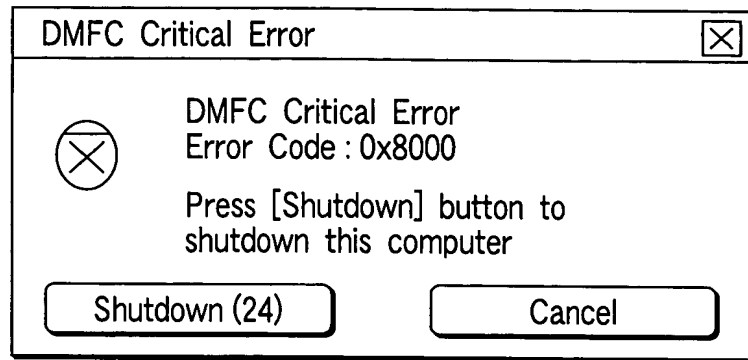 DMFC Critical Error
DMFC Critical Error
Error Code : 0x8000
Press [Shutdown] button to
shutdown this computer
Shutdown (24)
Cancel